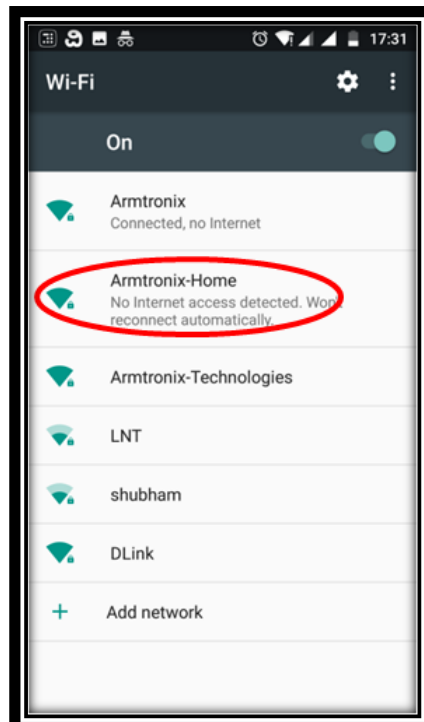 17:31
Wi-Fi
On
Armtronix
Connected, no Internet
Armtronix-Home
No Internet access detected. Won't
reconnect automatically.
Armtronix-Technologies
LNT
shubham
DLink
Add network